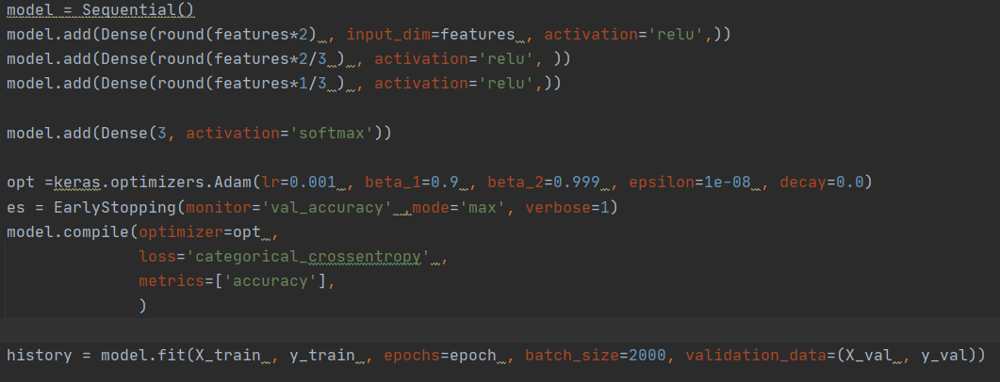 model = Sequential()
model.add(Dense(round(features*2) , input_dim=features , activation='relu',))
model.add(Dense(round(features*2/3 ) , activation='relu', ))
model.add(Dense(round(features*1/3 ) , activation='relu',))
model.add(Dense(3, activation='softmax'))
opt =keras.optimizers.Adam(lr=0.001 , beta_1=0.9 , beta_2=0.999 , epsilon=1e-08 , decay=0.0)
es = EarlyStopping(monitor='val_accuracy' ,mode='max', verbose=1)
model.compile(optimizer=opt ,
loss='categorical_crossentropy' ,
metrics=['accuracy'],
)
history = model.fit(X_train , y_train , epochs=epoch , batch_size=2000, validation_data=(X_val , y_val))